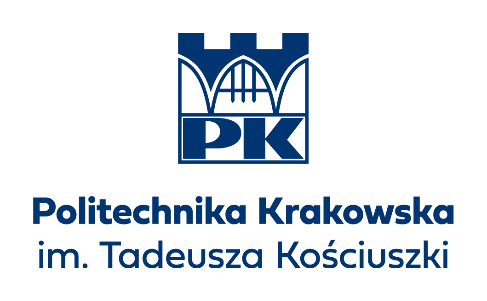 PK
Politechnika Krakowska
im. Tadeusza Kościuszki